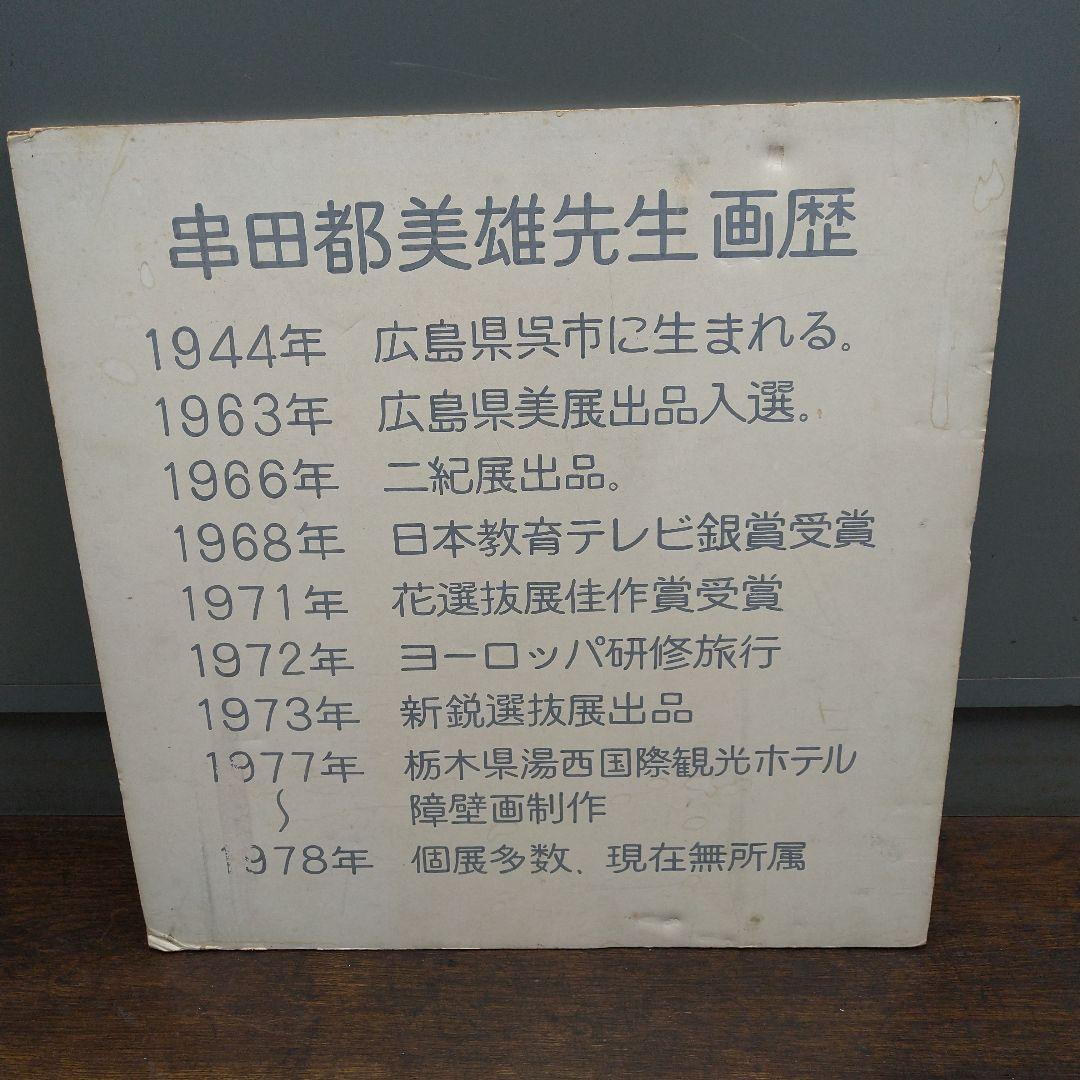 串田都美雄先生画歴
1944年 広島県呉市に生まれる。
1963年 広島県美展出品入選。
1966年 二紀展出品。
1968年 日本教育テレビ銀賞受賞
1971年 花選抜展佳作賞受賞
1972年 ヨーロッパ研修旅行
1973年 新鋭選抜展出品
1977年 栃木県湯西国際観光ホテル
〜 障壁画制作
1978年 個展多数、現在無所属